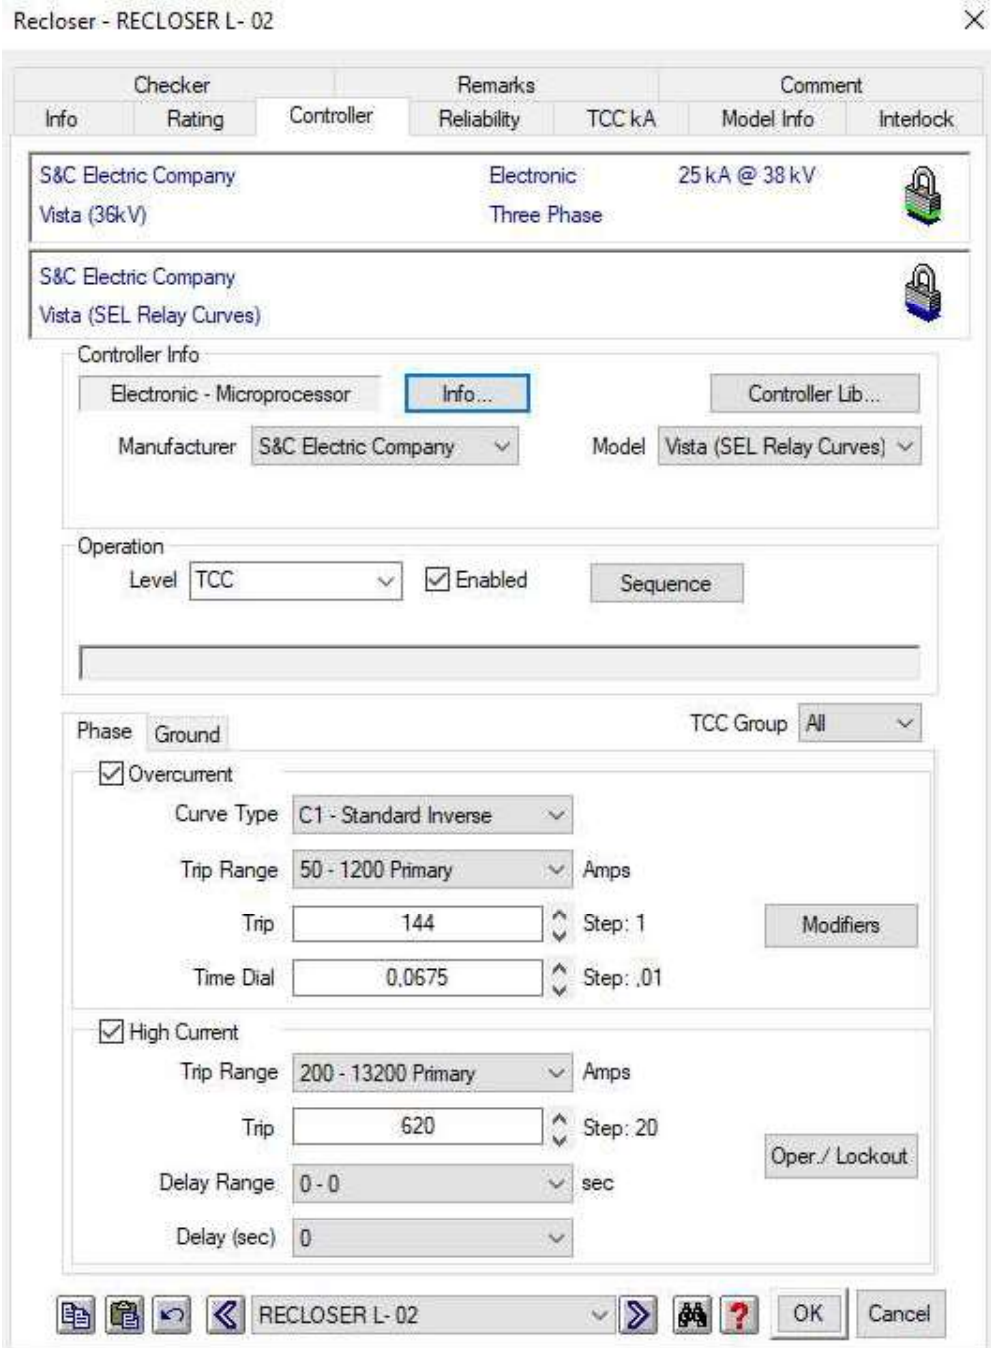 Recloser - RECLOSER L- 02
Checker Remarks Comment
Info Rating Controller Reliability TCC kA Model Info Interlock
S&C Electric Company Electronic 25 kA @ 38 kV
Vista (36kV) Three Phase
S&C Electric Company
Vista (SEL Relay Curves)
Controller Info
Electronic - Microprocessor Info... Controller Lib...
Manufacturer S&C Electric Company Model Vista (SEL Relay Curves)
Operation
Level TCC Enabled Sequence
Phase Ground TCC Group All
Overcurrent
Curve Type C1 - Standard Inverse
Trip Range 50 - 1200 Primary Amps
Trip 144 Step: 1 Modifiers
Time Dial 0,0675 Step: ,01
High Current
Trip Range 200 - 13200 Primary Amps
Trip 620 Step: 20
Oper./ Lockout
Delay Range 0 - 0 sec
Delay (sec) 0
RECLOSER L- 02 ? OK Cancel